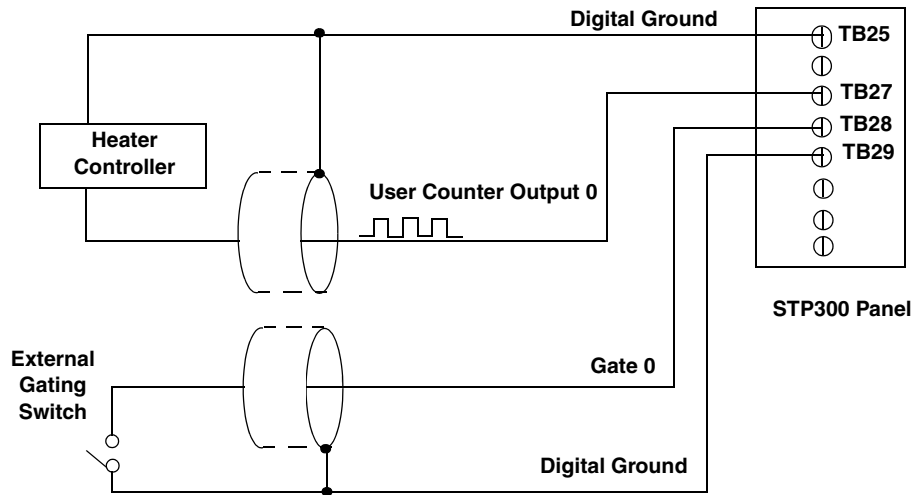 Digital Ground
TB25
TB27
TB28
TB29
Heater
Controller
User Counter Output 0
STP300 Panel
External
Gating
Switch
Gate 0
Digital Ground